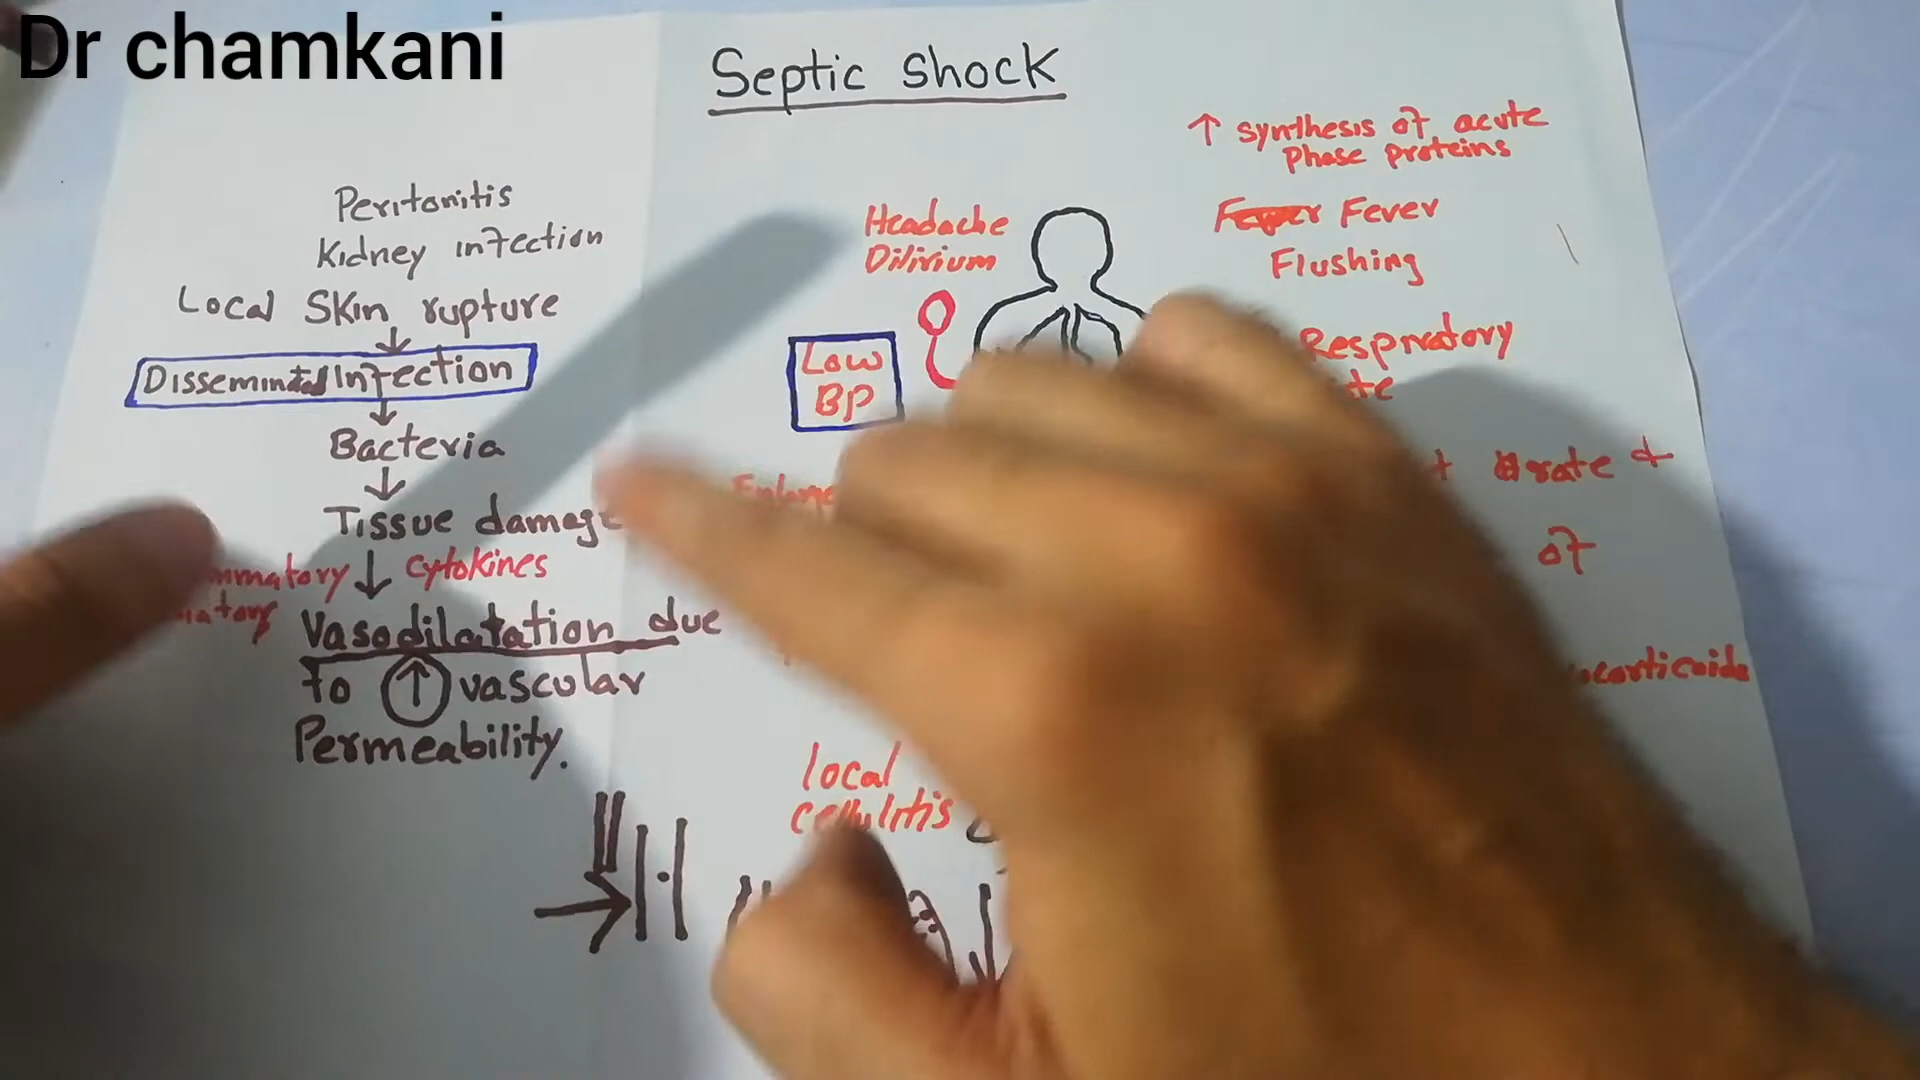 Dr chamkani
Septic Shock
Peritonitis
Kidney infection
Local Skin rupture
Disseminated Infection
Bacteria
Tissue damage
cytokines
Vasodilatation due
to ↑ vascular
Permeability.
Headache
Dilirium
Low
BP
local
cellulitis
↑ synthesis of acute
Phase proteins
Fever
Flushing
Respiratory
rate &
of